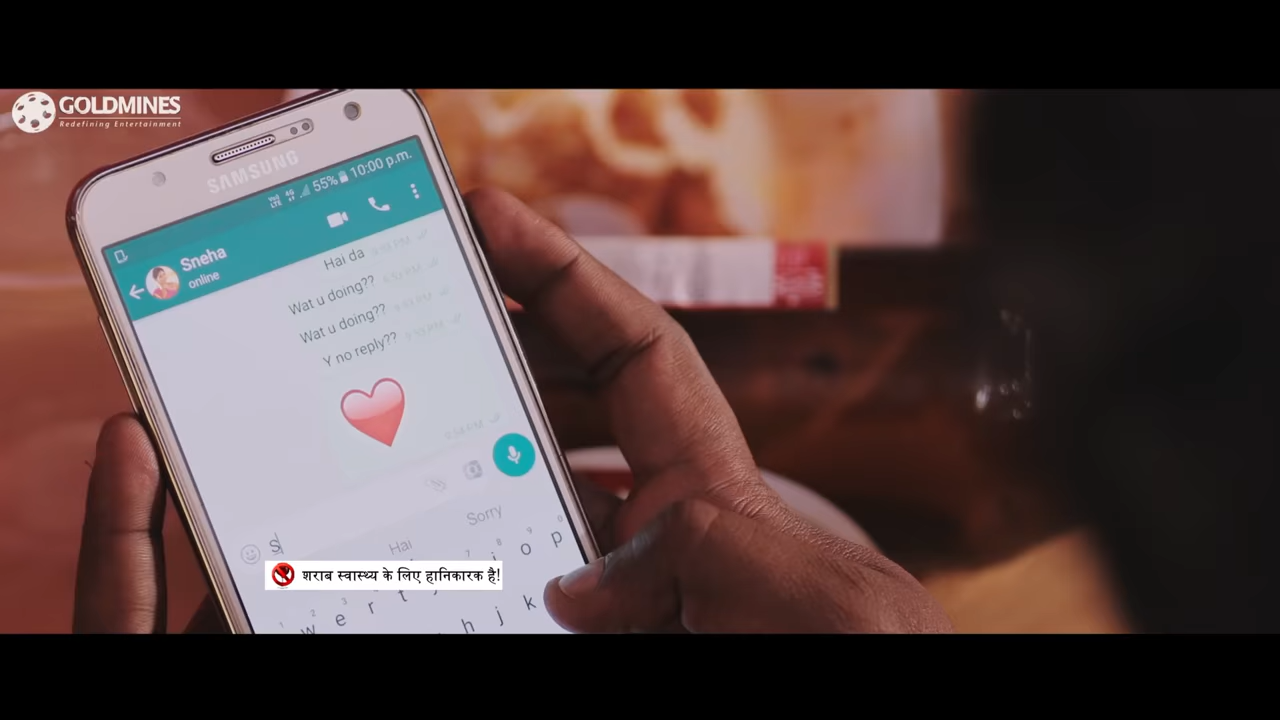 GOLDMINES
Redefining Entertainment
SAMSUNG
55% 10:00 p.m.
Sneha
online
Hai da
Wat u doing??
Wat u doing??
Y no reply??
S
Hai Sorry
o p
w e r t
h j k
शराब स्वास्थ्य के लिए हानिकारक है!